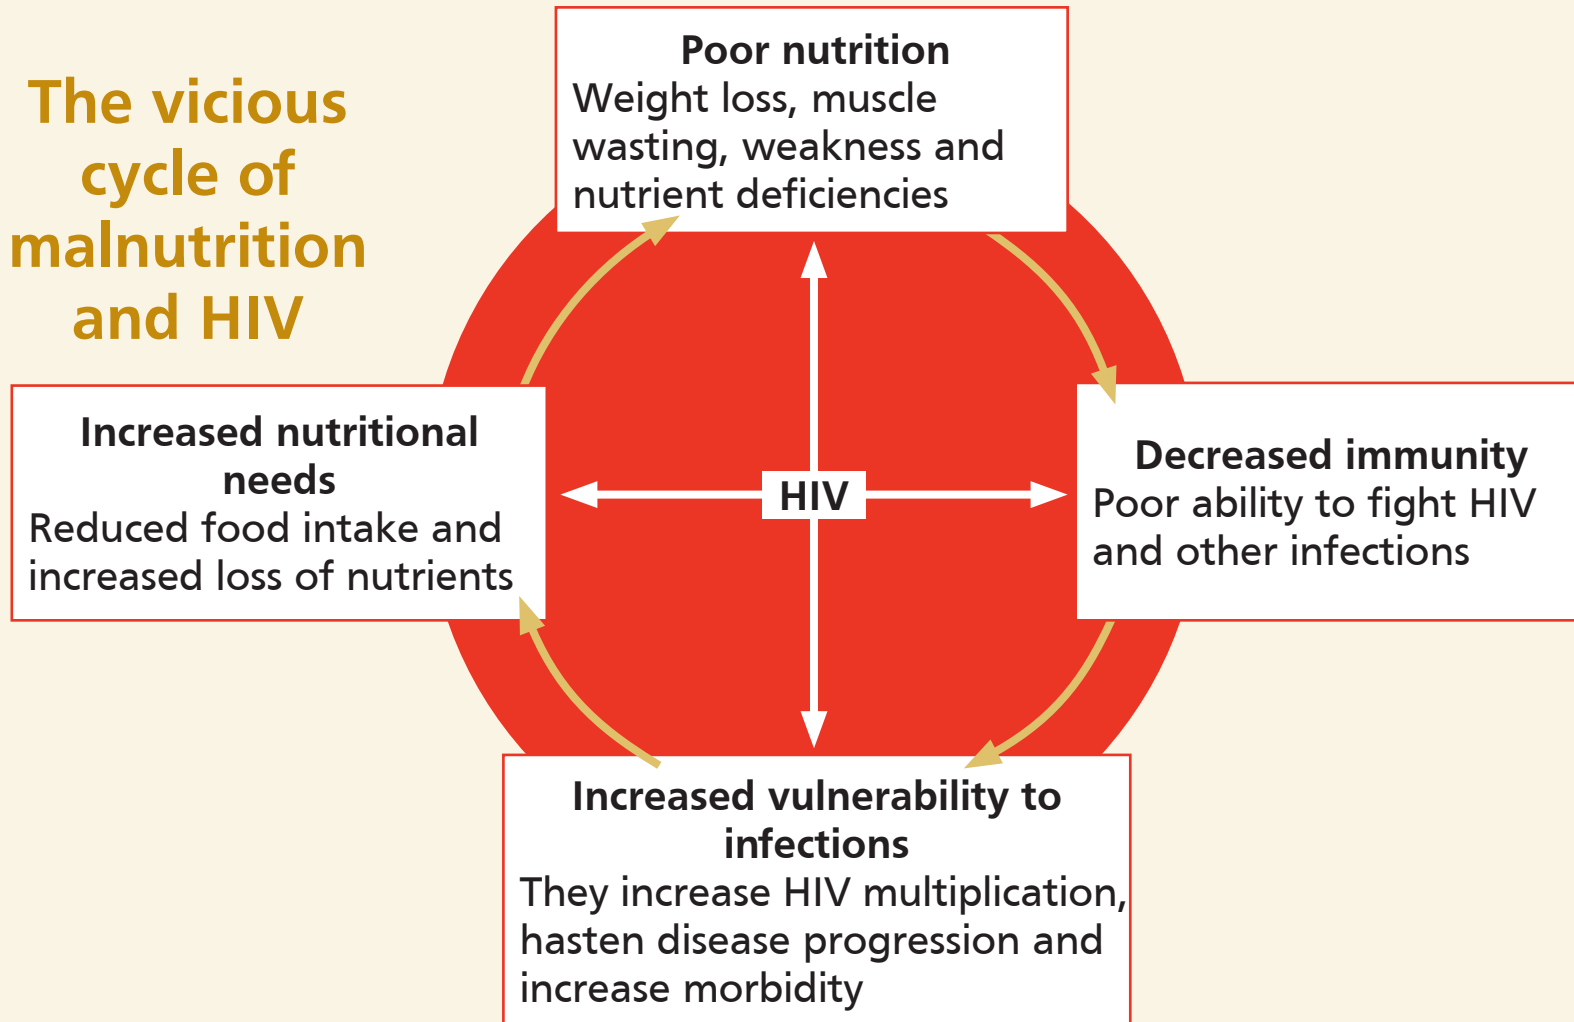 The vicious
cycle of
malnutrition
and HIV
Poor nutrition
Weight loss, muscle
wasting, weakness and
nutrient deficiencies
Increased nutritional
needs
Reduced food intake and
increased loss of nutrients
HIV
Decreased immunity
Poor ability to fight HIV
and other infections
Increased vulnerability to
infections
They increase HIV multiplication,
hasten disease progression and
increase morbidity